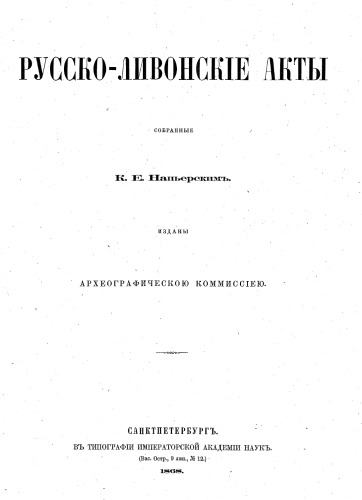 РУССКО-ЛИВОНСКІЕ АКТЫ
СОБРАННЫЕ
К. Е. Напьерскимъ.
ИЗДАНЫ
АРХЕОГРАФИЧЕСКОЮ КОММИССІЕЮ.
САНКТПЕТЕРБУРГЪ.
ВЪ ТИПОГРАФІИ ИМПЕРАТОРСКОЙ АКАДЕМІИ НАУКЪ.
(Вас. Остр., 9 лин., № 12.)
1868.